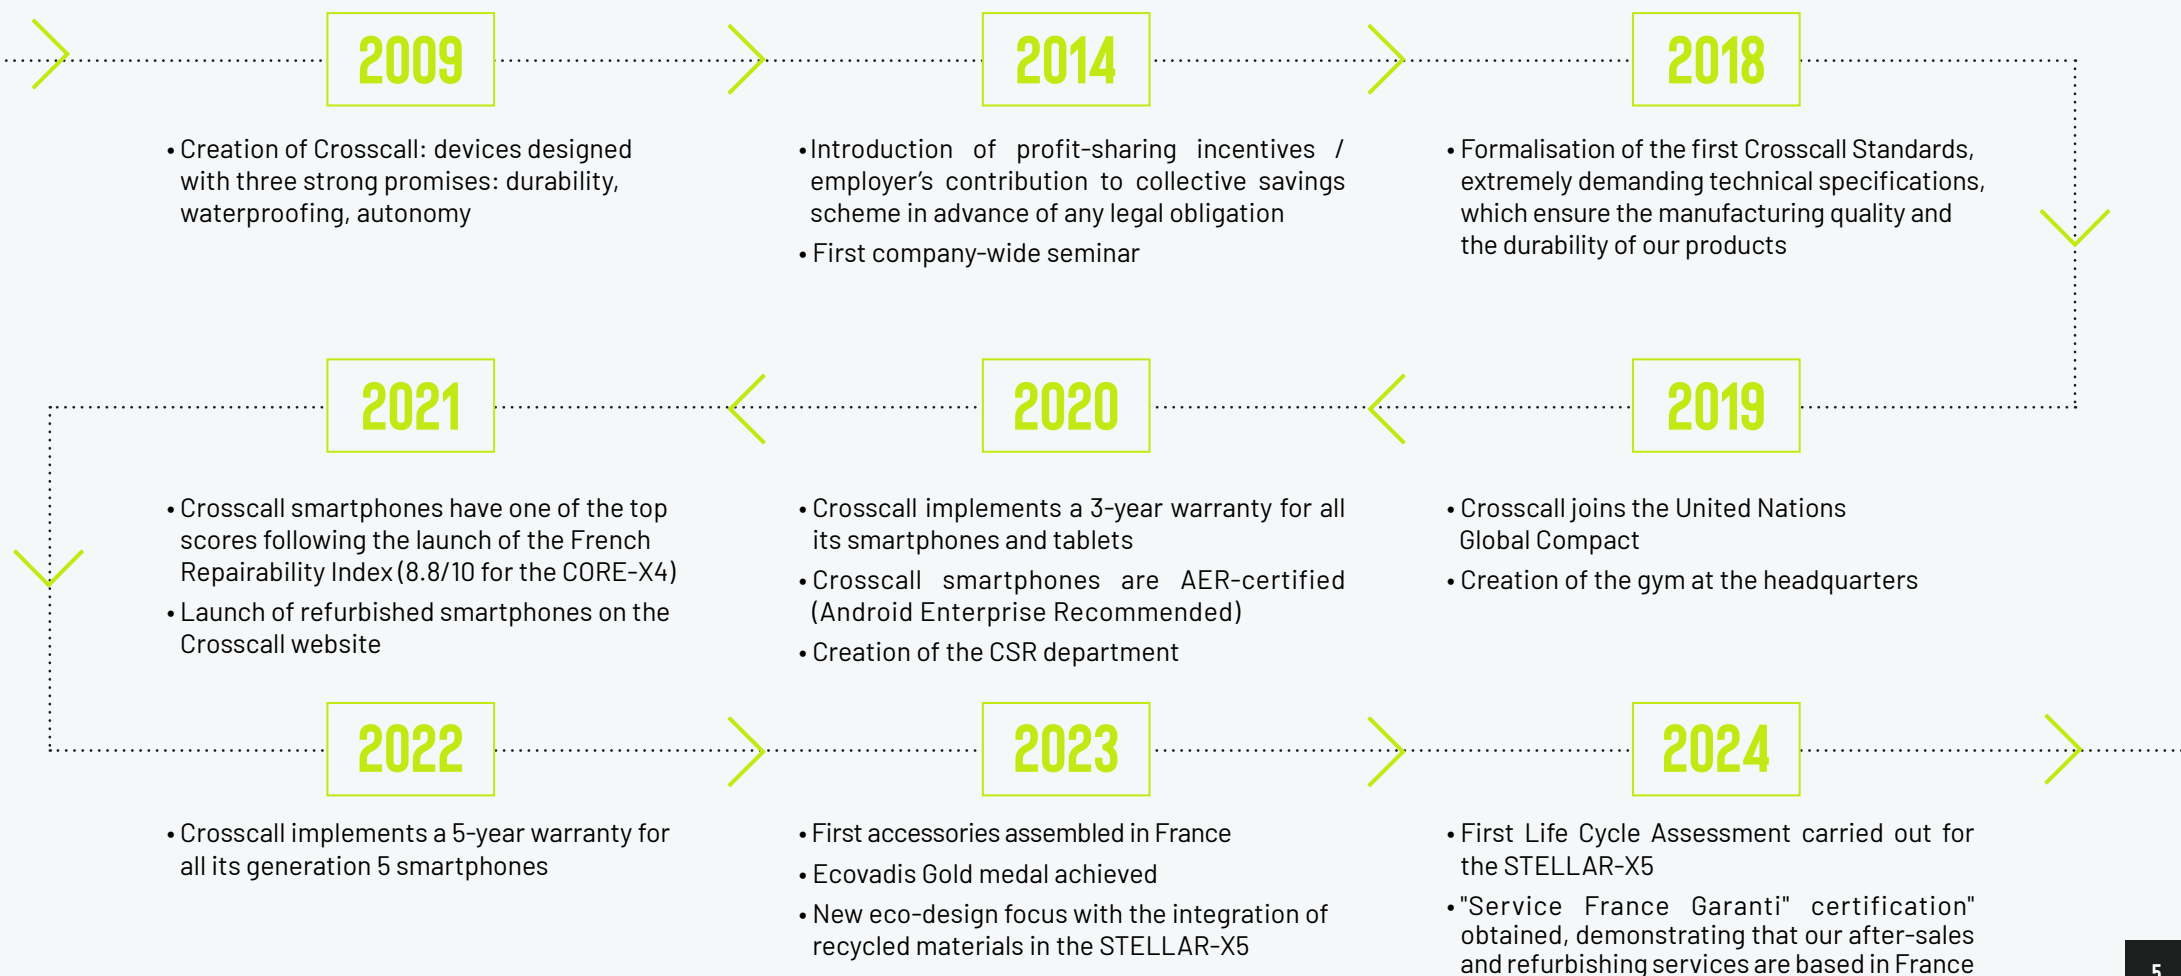 2009
• Creation of Crosscall: devices designed
with three strong promises: durability,
waterproofing, autonomy
2014
• Introduction of profit-sharing incentives /
employer's contribution to collective savings
scheme in advance of any legal obligation
• First company-wide seminar
2018
• Formalisation of the first Crosscall Standards,
extremely demanding technical specifications,
which ensure the manufacturing quality and
the durability of our products
2019
• Crosscall joins the United Nations
Global Compact
• Creation of the gym at the headquarters
2020
• Crosscall implements a 3-year warranty for all
its smartphones and tablets
• Crosscall smartphones are AER-certified
(Android Enterprise Recommended)
• Creation of the CSR department
2021
• Crosscall smartphones have one of the top
scores following the launch of the French
Repairability Index (8.8/10 for the CORE-X4)
• Launch of refurbished smartphones on the
Crosscall website
2022
• Crosscall implements a 5-year warranty for
all its generation 5 smartphones
2023
• First accessories assembled in France
• Ecovadis Gold medal achieved
• New eco-design focus with the integration of
recycled materials in the STELLAR-X5
2024
• First Life Cycle Assessment carried out for
the STELLAR-X5
• "Service France Garanti" certification"
obtained, demonstrating that our after-sales
and refurbishing services are based in France
5